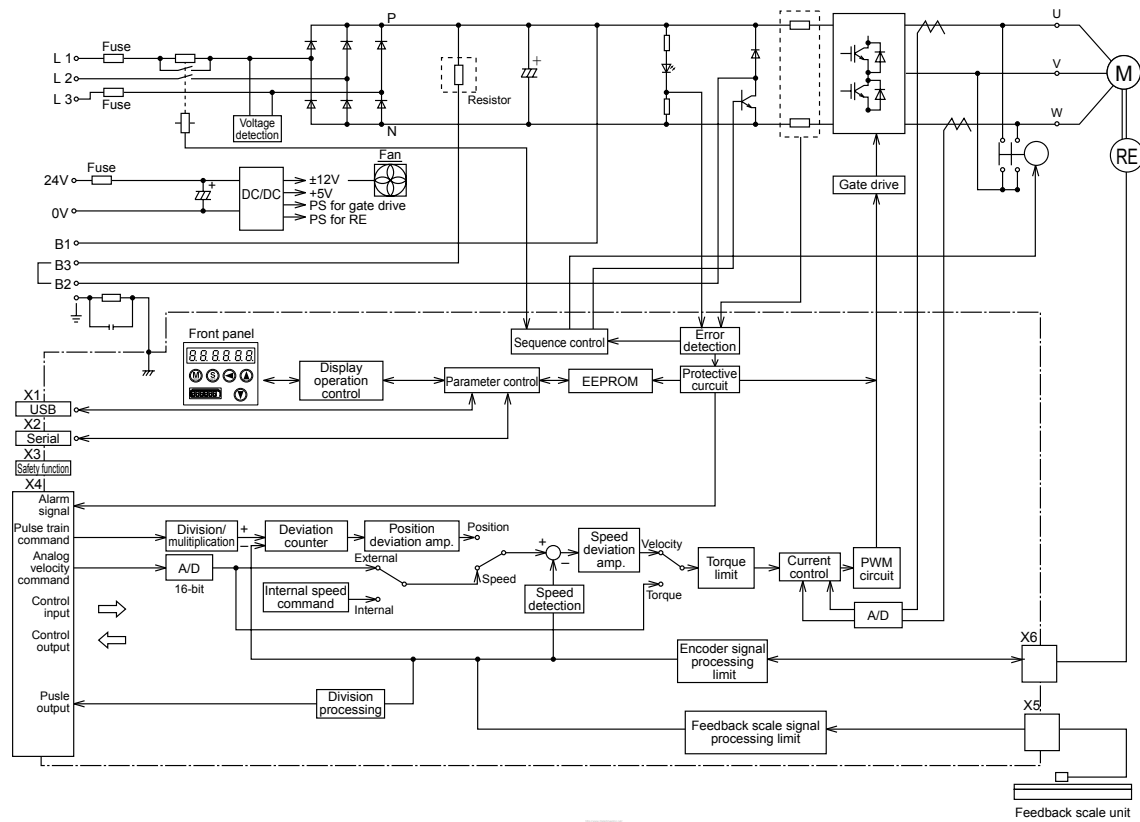 P
U
Fuse
L 1
L 2
L 3
Fuse
V
M
Resistor
Voltage
detection
N
W
RE
Fan
Fuse
24V
±12V
+5V
DC/DC
PS for gate drive
PS for RE
0V
Gate drive
B1
B3
B2
Front panel
8.8.8.8.8.8.
M
S
Sequence control
Error
detection
Display
operation
control
Parameter control
EEPROM
Protective
curcuit
X1
USB
X2
Serial
X3
Safety function
X4
Alarm
signal
Pulse train
command
Division/
mulitiplication
+
−
Deviation
counter
Position
deviation amp.
Position
Analog
velocity
command
A/D
16-bit
External
Internal speed
command
Internal
Speed
+
−
Speed
deviation
amp.
Speed
detection
Velocity
Torque
Torque
limit
Current
control
PWM
circuit
A/D
Control
input
Control
output
Encoder signal
processing
limit
X6
Pusle
output
Division
processing
Feedback scale signal
processing limit
X5
Feedback scale unit